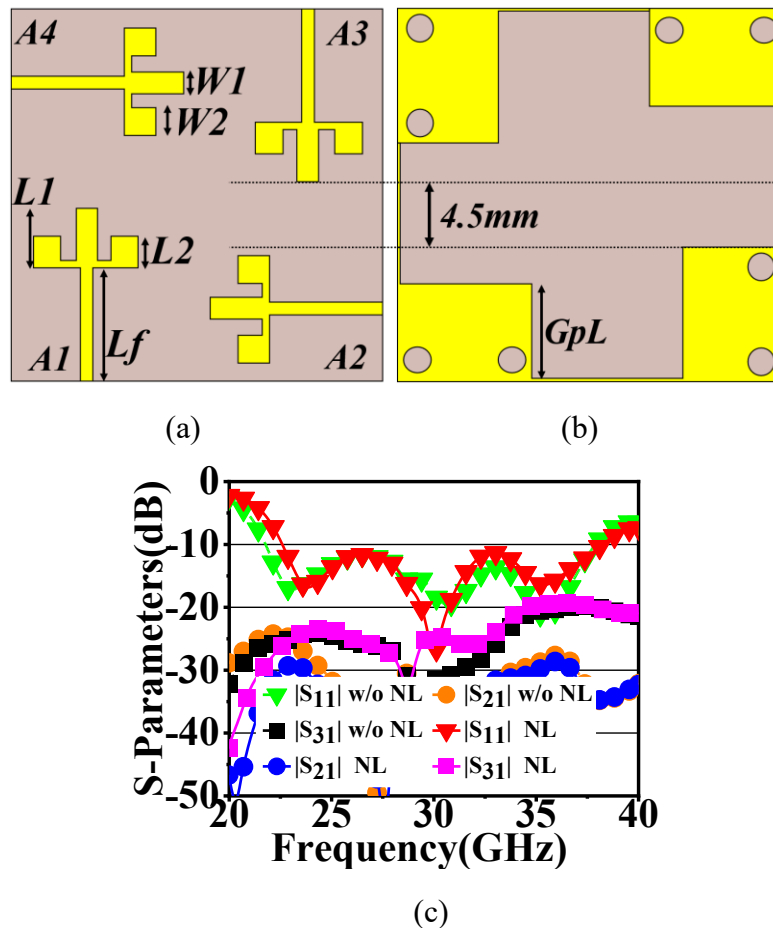 A4
A3
W1
W2
L1
L2
4.5mm
Lf
GpL
A1
A2
(a)
(b)
S-Parameters(dB)
0
-10
-20
-30
-40
-50
|S11| w/o NL
|S21| w/o NL
|S31| w/o NL
|S11| NL
|S21| NL
|S31| NL
20
25
30
35
40
Frequency(GHz)
(c)